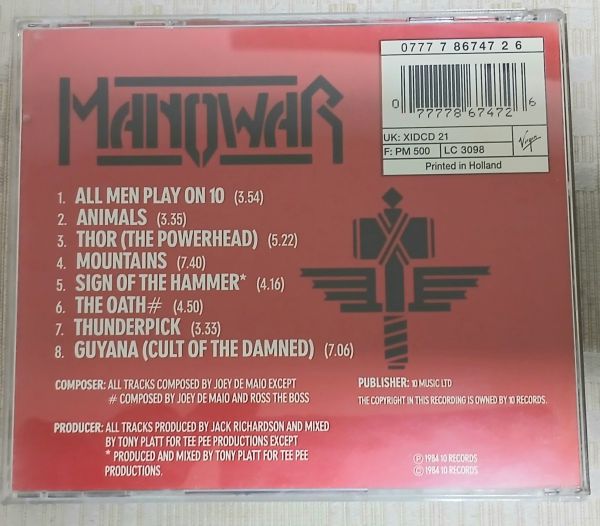 MANOWAR
0777 7 86747 2 6
0 77778 67472 6
UK: XIDCD 21
F: PM 500 LC 3098
Virgin
Printed in Holland
1. ALL MEN PLAY ON 10 (3.54)
2. ANIMALS (3.35)
3. THOR (THE POWERHEAD) (5.22)
4. MOUNTAINS (7.40)
5. SIGN OF THE HAMMER* (4.16)
6. THE OATH# (4.50)
7. THUNDERPICK (3.33)
8. GUYANA (CULT OF THE DAMNED) (7.06)
COMPOSER: ALL TRACKS COMPOSED BY JOEY DE MAIO EXCEPT
# COMPOSED BY JOEY DE MAIO AND ROSS THE BOSS
PRODUCER: ALL TRACKS PRODUCED BY JACK RICHARDSON AND MIXED
BY TONY PLATT FOR TEE PEE PRODUCTIONS EXCEPT
* PRODUCED AND MIXED BY TONY PLATT FOR TEE PEE
PRODUCTIONS.
PUBLISHER: 10 MUSIC LTD
THE COPYRIGHT IN THIS RECORDING IS OWNED BY 10 RECORDS.
℗ 1984 10 RECORDS
© 1984 10 RECORDS